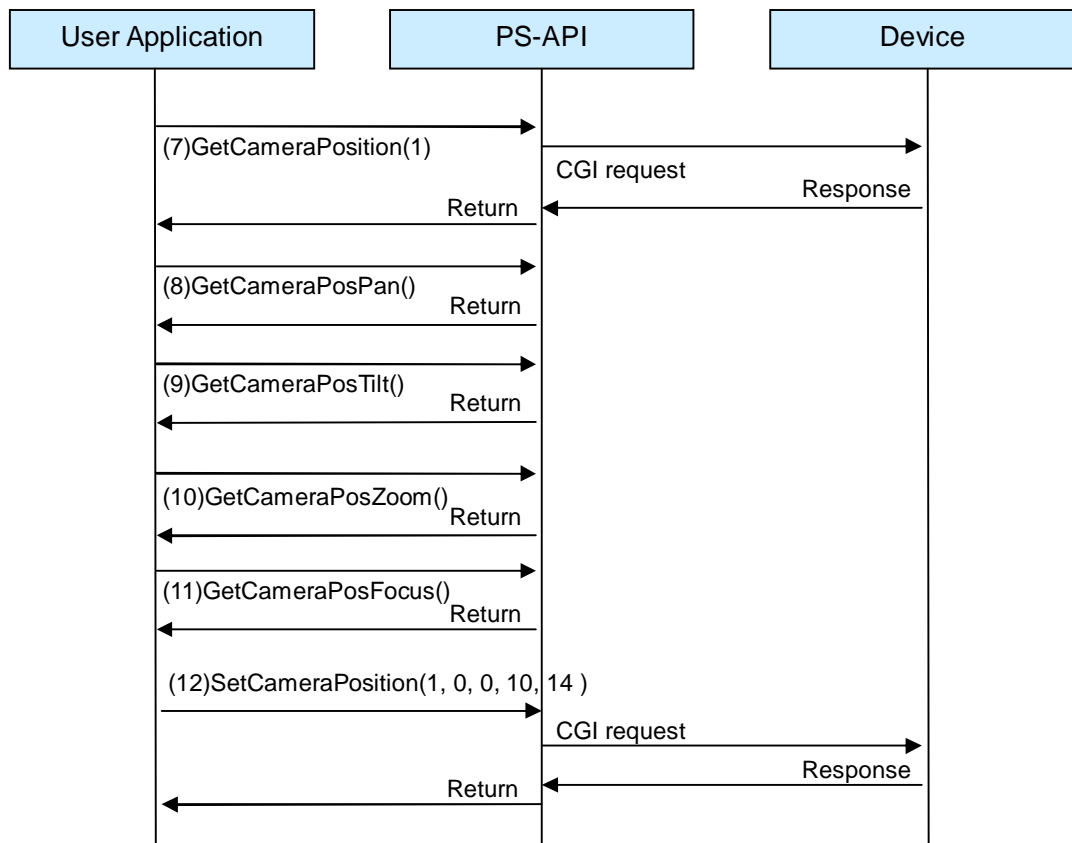 User Application
PS-API
Device
(7)GetCameraPosition(1)
CGI request
Response
Return
(8)GetCameraPosPan()
Return
(9)GetCameraPosTilt()
Return
(10)GetCameraPosZoom()
Return
(11)GetCameraPosFocus()
Return
(12)SetCameraPosition(1, 0, 0, 10, 14 )
CGI request
Response
Return